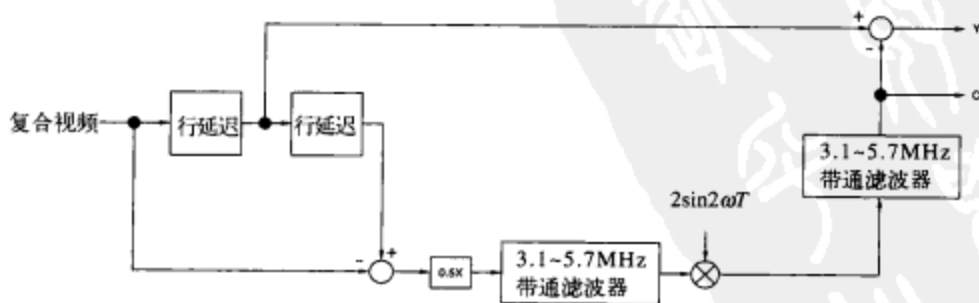 +
Y
-
C
复合视频
行延迟
行延迟
3.1~5.7MHz
带通滤波器
2sin2ωT
-
+
0.5X
3.1~5.7MHz
带通滤波器